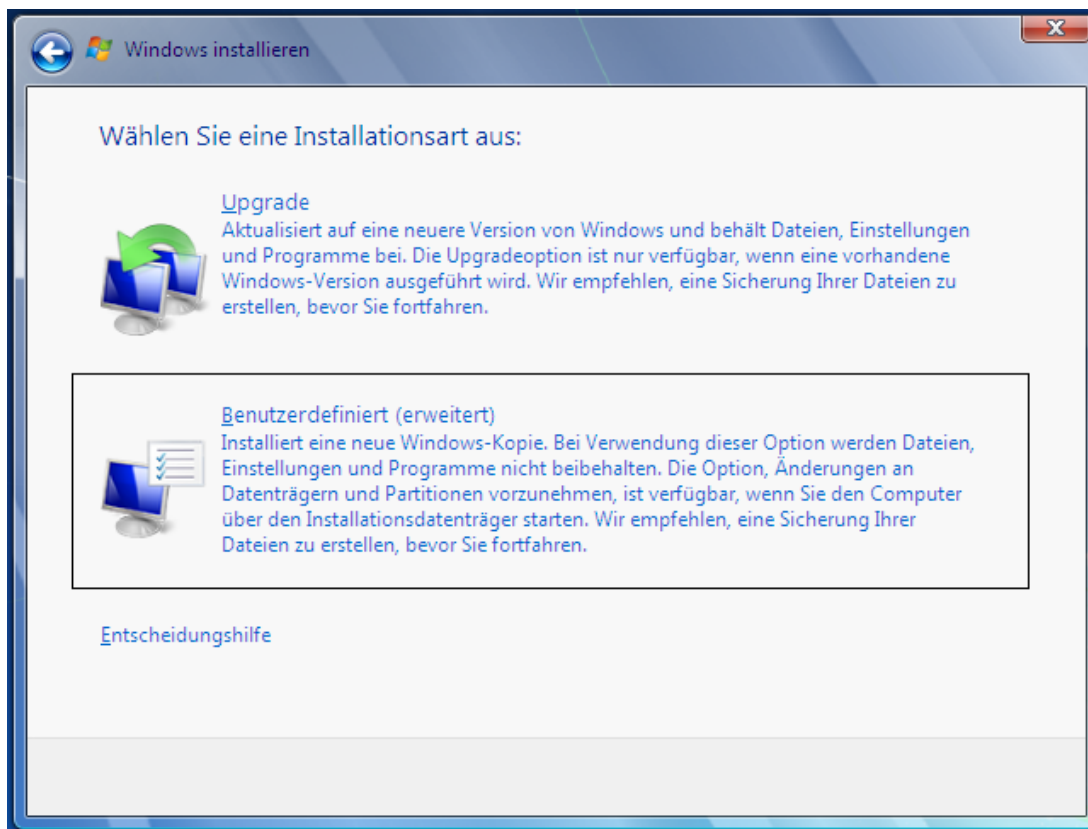 Windows installieren
Wählen Sie eine Installationsart aus:
Upgrade
Aktualisiert auf eine neuere Version von Windows und behält Dateien, Einstellungen
und Programme bei. Die Upgradeoption ist nur verfügbar, wenn eine vorhandene
Windows-Version ausgeführt wird. Wir empfehlen, eine Sicherung Ihrer Dateien zu
erstellen, bevor Sie fortfahren.
Benutzerdefiniert (erweitert)
Installiert eine neue Windows-Kopie. Bei Verwendung dieser Option werden Dateien,
Einstellungen und Programme nicht beibehalten. Die Option, Änderungen an
Datenträgern und Partitionen vorzunehmen, ist verfügbar, wenn Sie den Computer
über den Installationsdatenträger starten. Wir empfehlen, eine Sicherung Ihrer
Dateien zu erstellen, bevor Sie fortfahren.
Entscheidungshilfe